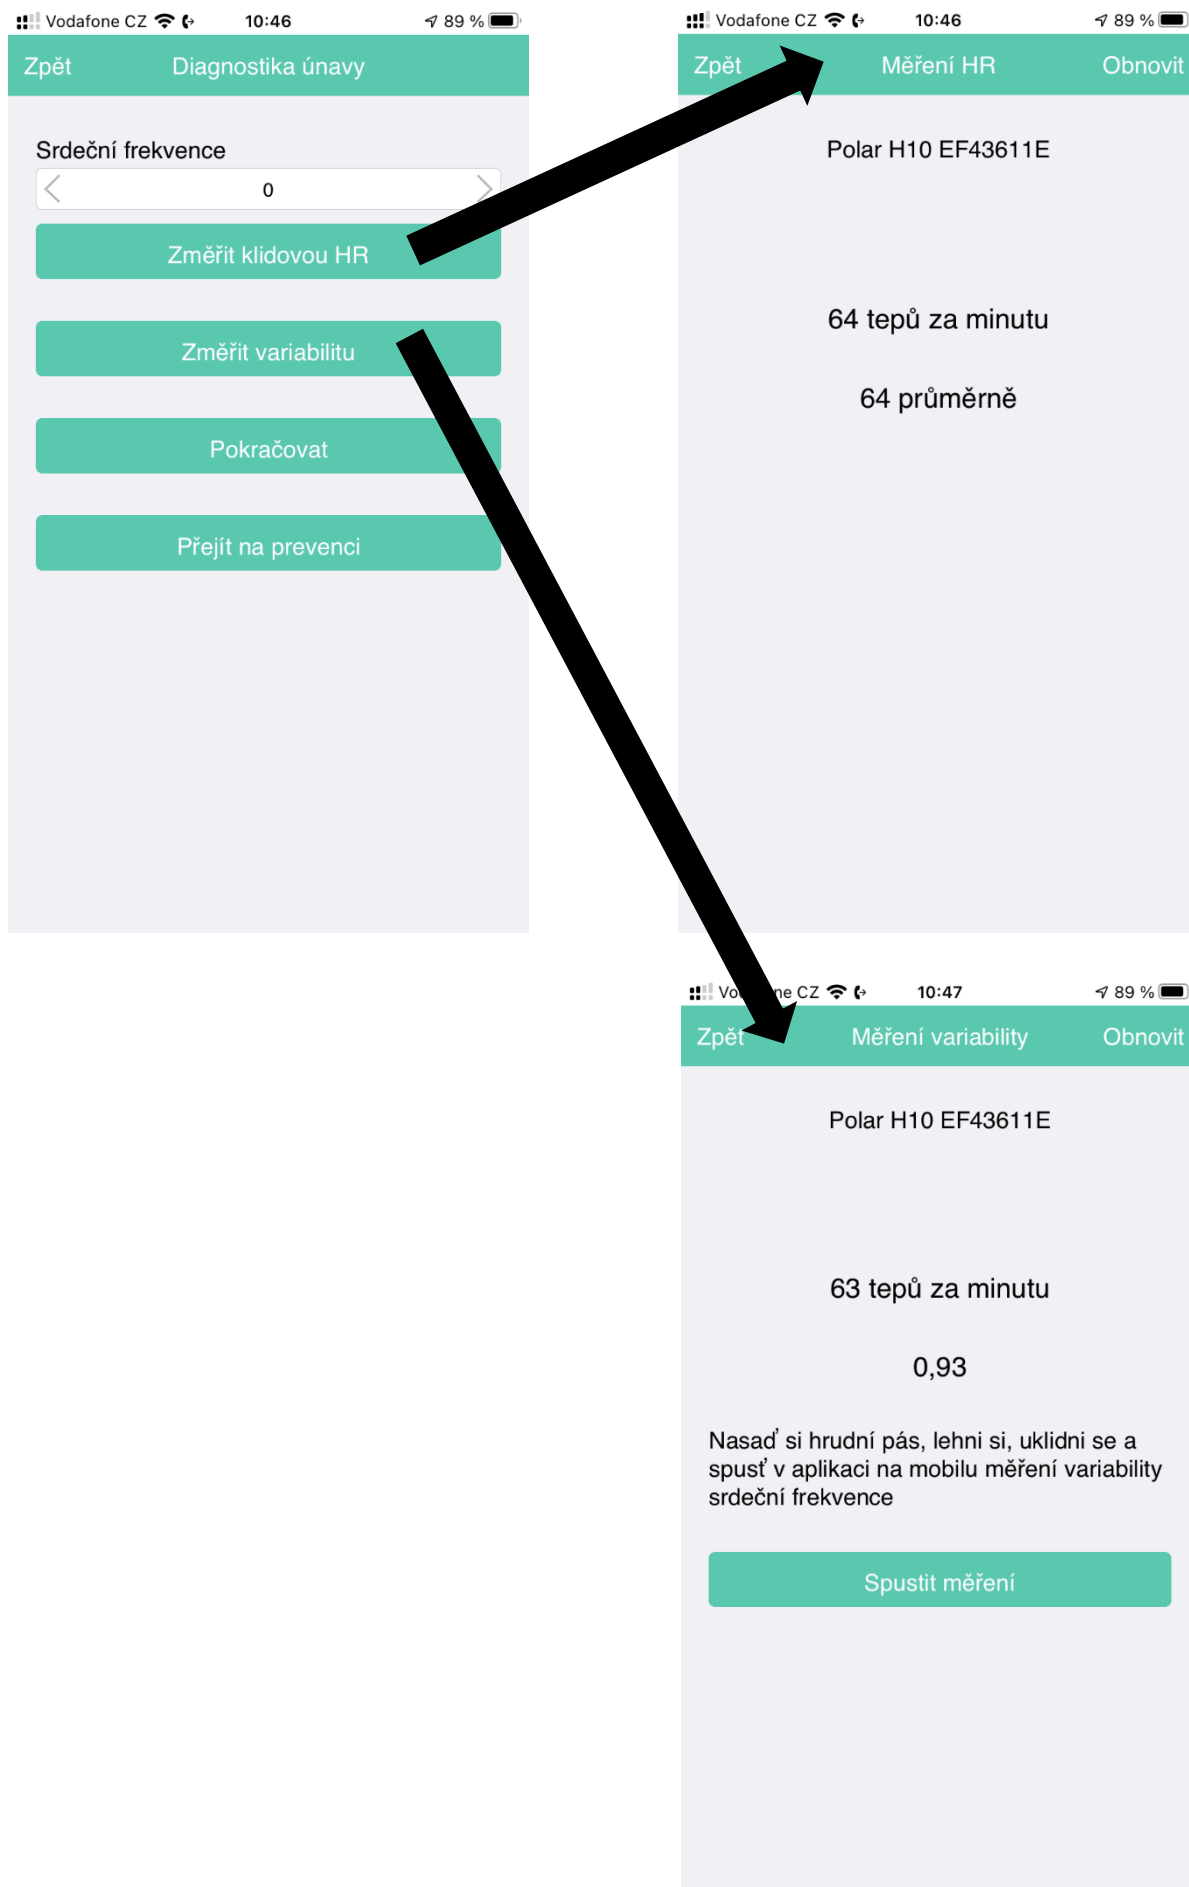 Vodafone CZ 10:46 89 %
Zpět Diagnostika únavy
Srdeční frekvence
0
Změřit klidovou HR
Změřit variabilitu
Pokračovat
Přejít na prevenci
Vodafone CZ 10:46 89 %
Zpět Měření HR Obnovit
Polar H10 EF43611E
64 tepů za minutu
64 průměrně
Vodafone CZ 10:47 89 %
Zpět Měření variability Obnovit
Polar H10 EF43611E
63 tepů za minutu
0,93
Nasaď si hrudní pás, lehni si, uklidni se a
spusť v aplikaci na mobilu měření variability
srdeční frekvence
Spustit měření